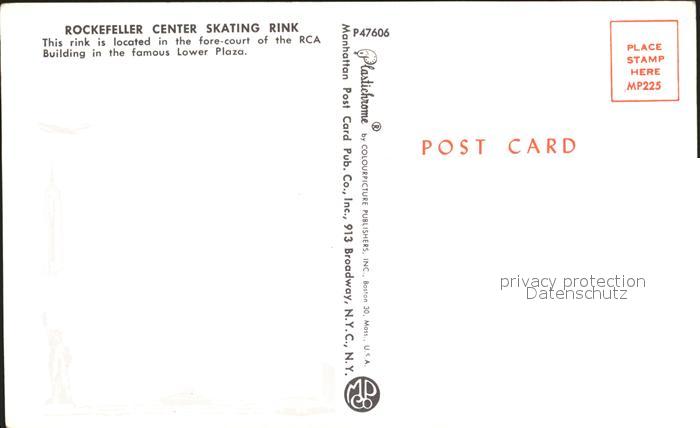 ROCKEFELLER CENTER SKATING RINK
This rink is located in the fore-court of the RCA
Building in the famous Lower Plaza.
P47606
Plastichrome ® by COLOURPICTURE PUBLISHERS, INC., Boston 30, Mass., U.S.A.
Manhattan Post Card Pub. Co., Inc., 913 Broadway, N.Y.C., N.Y.
MPCO
PLACE
STAMP
HERE
MP225
POST CARD
privacy protection
Datenschutz